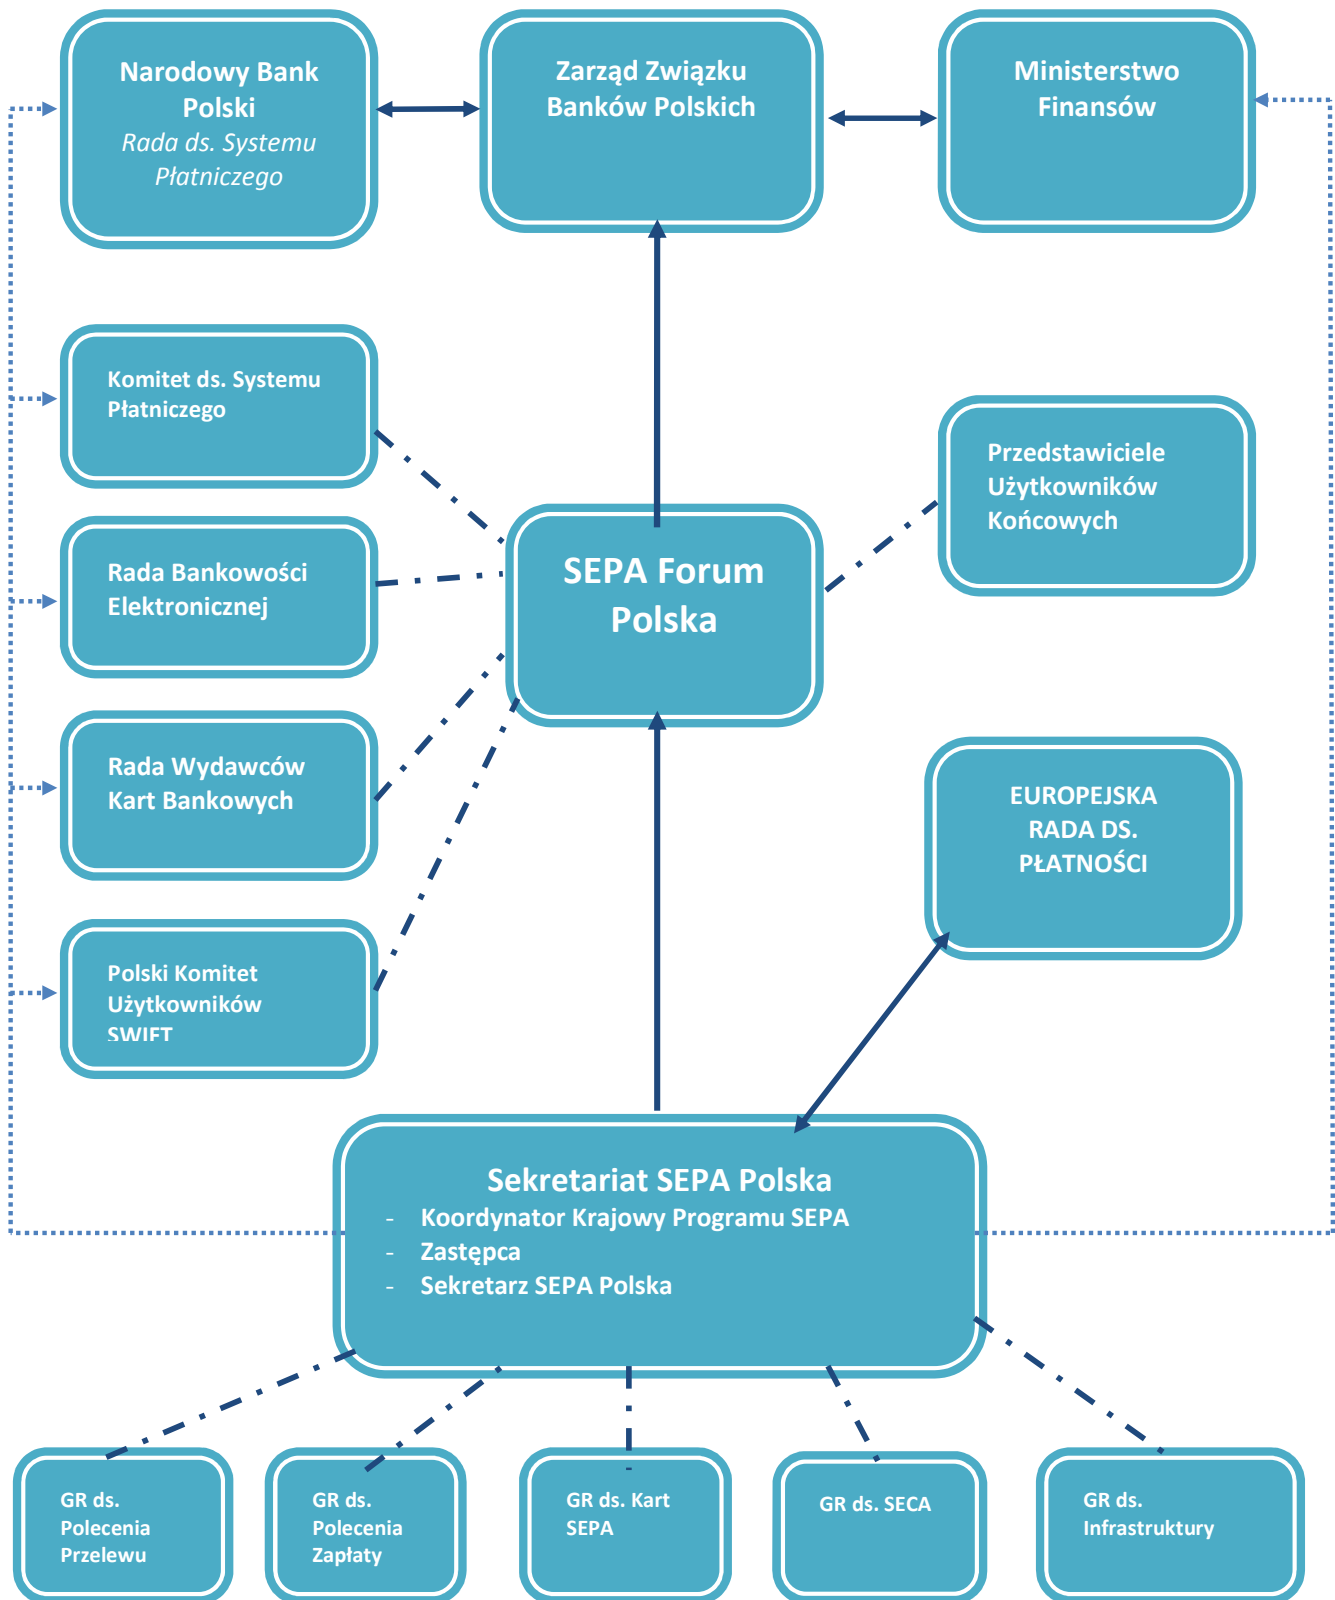 Narodowy Bank
Polski
Rada ds. Systemu
Płatniczego
Zarząd Związku
Banków Polskich
Ministerstwo
Finansów
Komitet ds. Systemu
Płatniczego
Przedstawiciele
Użytkowników
Końcowych
Rada Bankowości
Elektronicznej
SEPA Forum
Polska
Rada Wydawców
Kart Bankowych
EUROPEJSKA
RADA DS.
PŁATNOŚCI
Polski Komitet
Użytkowników
SWIFT
Sekretariat SEPA Polska
- Koordynator Krajowy Programu SEPA
- Zastępca
- Sekretarz SEPA Polska
GR ds.
Polecenia
Przelewu
GR ds.
Polecenia
Zapłaty
GR ds. Kart
SEPA
GR ds. SECA
GR ds.
Infrastruktury